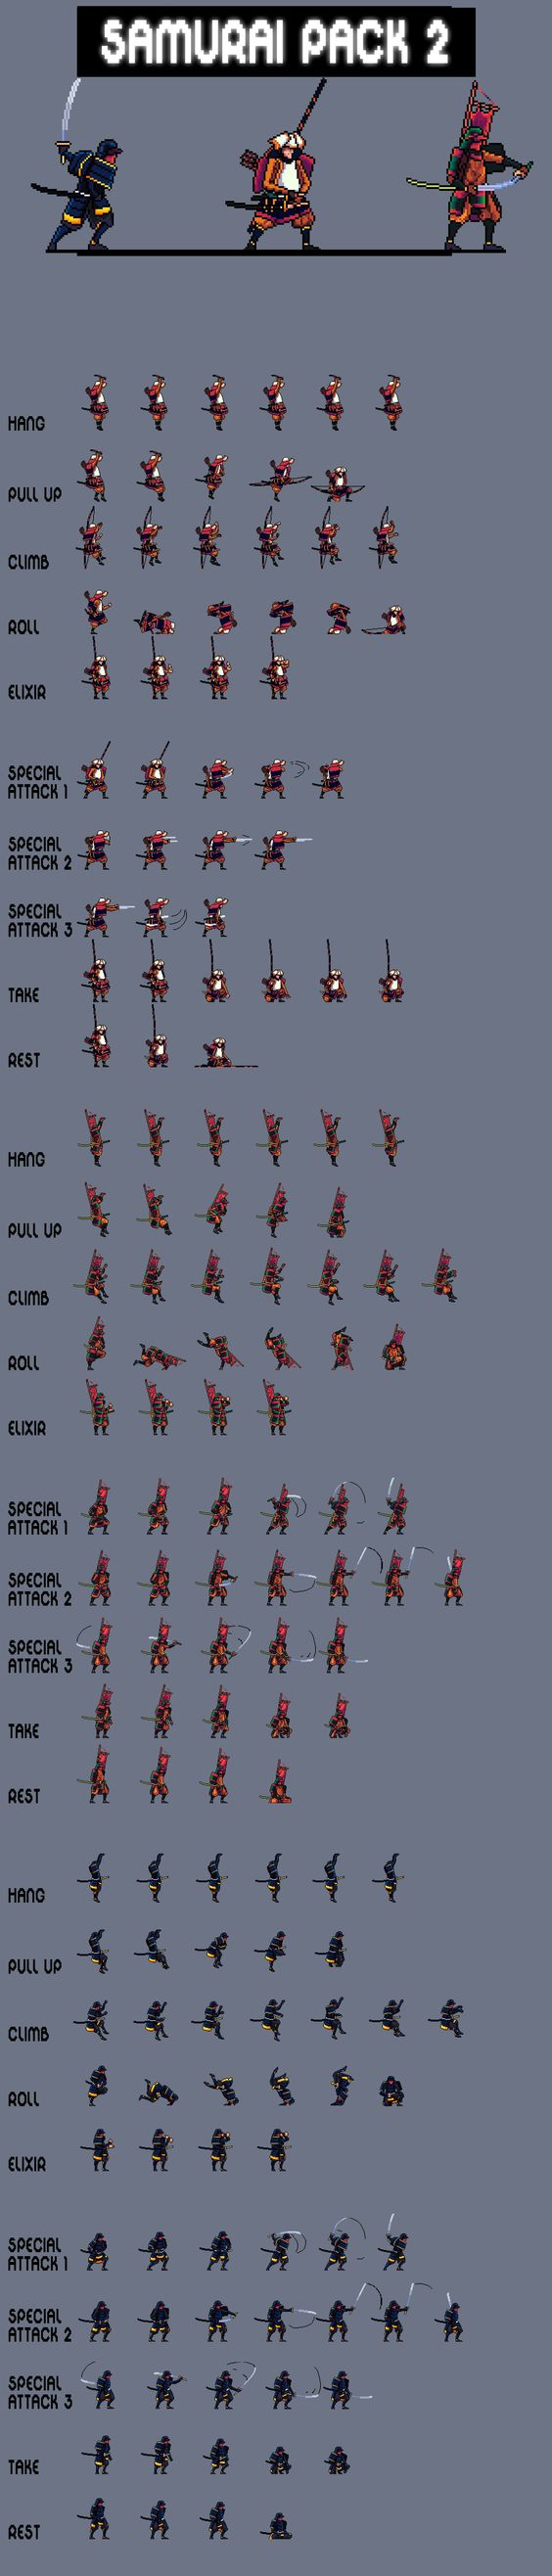 SAMURAI PACK 2
HANG
PULL UP
CLIMB
ROLL
ELIXIR
SPECIAL
ATTACK 1
SPECIAL
ATTACK 2
SPECIAL
ATTACK 3
TAKE
REST
HANG
PULL UP
CLIMB
ROLL
ELIXIR
SPECIAL
ATTACK 1
SPECIAL
ATTACK 2
SPECIAL
ATTACK 3
TAKE
REST
HANG
PULL UP
CLIMB
ROLL
ELIXIR
SPECIAL
ATTACK 1
SPECIAL
ATTACK 2
SPECIAL
ATTACK 3
TAKE
REST